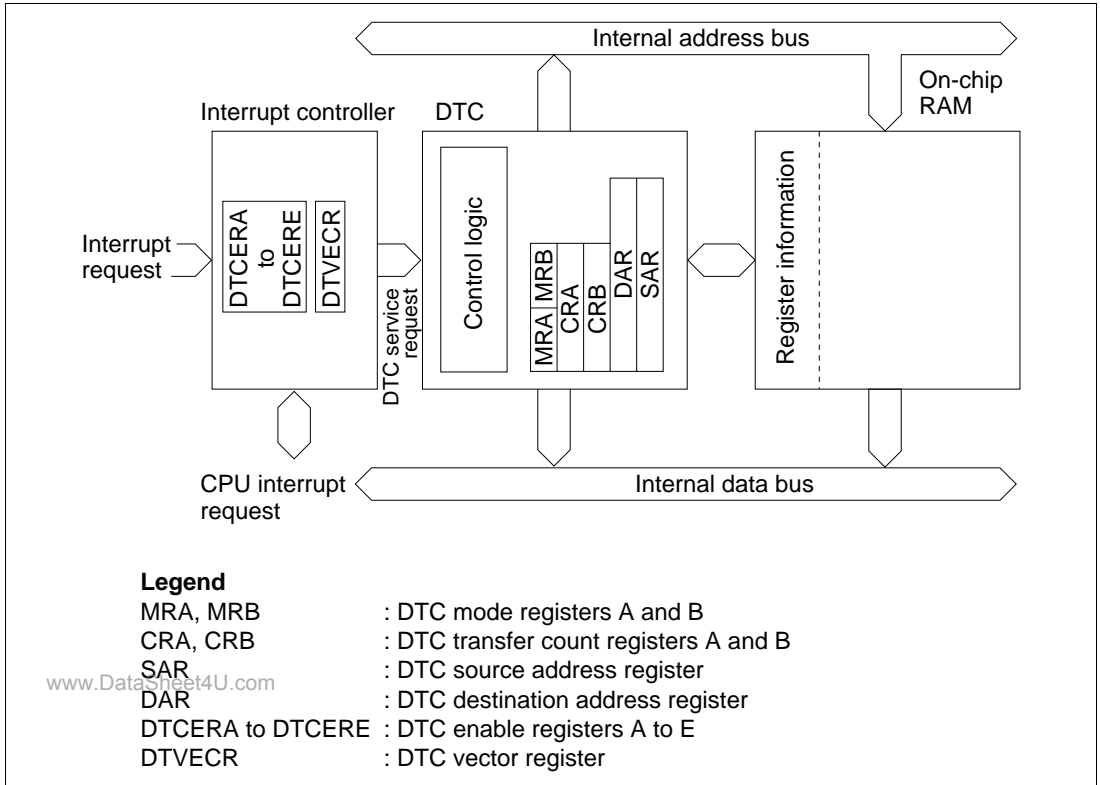 Internal address bus
On-chip
RAM
Interrupt controller
DTC
Interrupt
request
DTCERA
to
DTCERE
DTVECR
DTC service
request
Control logic
MRA
MRB
CRA
CRB
DAR
SAR
Register information
CPU interrupt
request
Internal data bus
Legend
MRA, MRB : DTC mode registers A and B
CRA, CRB : DTC transfer count registers A and B
SAR : DTC source address register
www.DataSheet4U.com
DAR : DTC destination address register
DTCERA to DTCERE : DTC enable registers A to E
DTVECR : DTC vector register